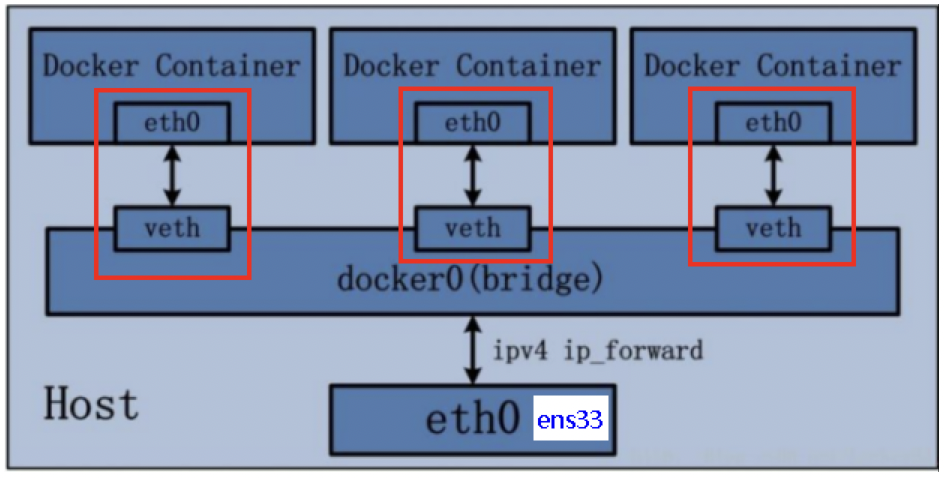 Docker Container
Docker Container
Docker Container
eth0
eth0
eth0
veth
veth
veth
docker0(bridge)
ipv4 ip_forward
Host
eth0 ens33